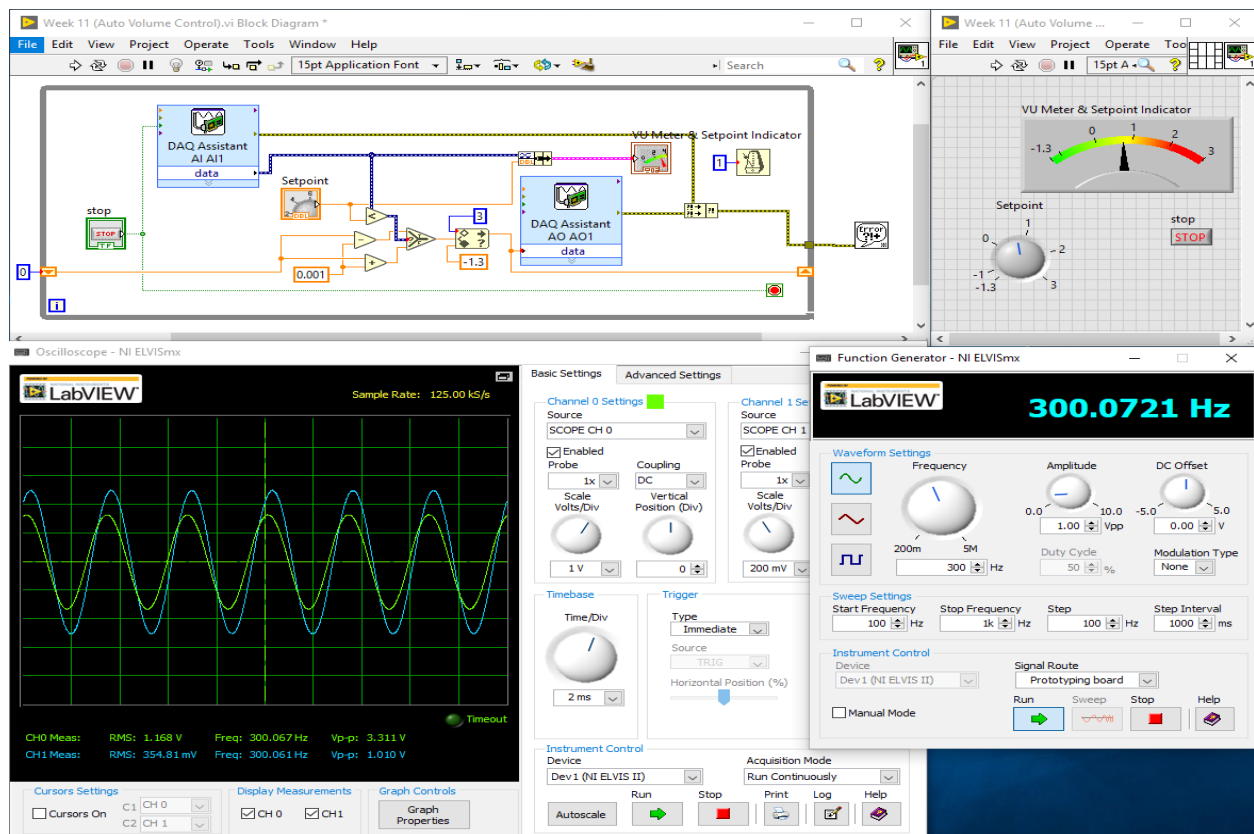 Week 11 (Auto Volume Control).vi Block Diagram *
File Edit View Project Operate Tools Window Help
15pt Application Font
Search
DAQ Assistant
AI AI1
data
VU Meter & Setpoint Indicator
1
Setpoint
DBL
DAQ Assistant
AO AO1
data
stop
STOP
TF
3
-1.3
0.001
0
i
Error
?!+
Week 11 (Auto Volume ...
File Edit View Project Operate Too
15pt A
VU Meter & Setpoint Indicator
-1.3 0 1 2 3
Setpoint
-1.3 -1 0 1 2 3
stop
STOP
Oscilloscope - NI ELVISmx
LabVIEW
Sample Rate: 125.00 kS/s
Timeout
CH0 Meas: RMS: 1.168 V Freq: 300.067 Hz Vp-p: 3.311 V
CH1 Meas: RMS: 354.81 mV Freq: 300.061 Hz Vp-p: 1.010 V
Cursors Settings
Cursors On
C1 CH 0
C2 CH 1
Display Measurements
CH 0 CH1
Graph Controls
Graph
Properties
Basic Settings Advanced Settings
Channel 0 Settings
Source
SCOPE CH 0
Enabled
Probe Coupling
1x DC
Scale
Volts/Div
Vertical
Position (Div)
1 V 0
Channel 1 Se
Source
SCOPE CH 1
Enabled
Probe
1x
Scale
Volts/Div
200 mV
Timebase
Time/Div
2 ms
Trigger
Type
Immediate
Source
TRIG
Horizontal Position (%)
Instrument Control
Device Acquisition Mode
Dev1 (NI ELVIS II) Run Continuously
Run Stop Print Log Help
Autoscale
Function Generator - NI ELVISmx
LabVIEW
300.0721 Hz
Waveform Settings
Frequency
200m 5M
300 Hz
Amplitude
0.0 10.0
1.00 Vpp
DC Offset
-5.0 5.0
0.00 V
Duty Cycle
50 %
Modulation Type
None
Sweep Settings
Start Frequency Stop Frequency Step Step Interval
100 Hz 1k Hz 100 Hz 1000 ms
Instrument Control
Device Signal Route
Dev1 (NI ELVIS II) Prototyping board
Manual Mode
Run Sweep Stop Help